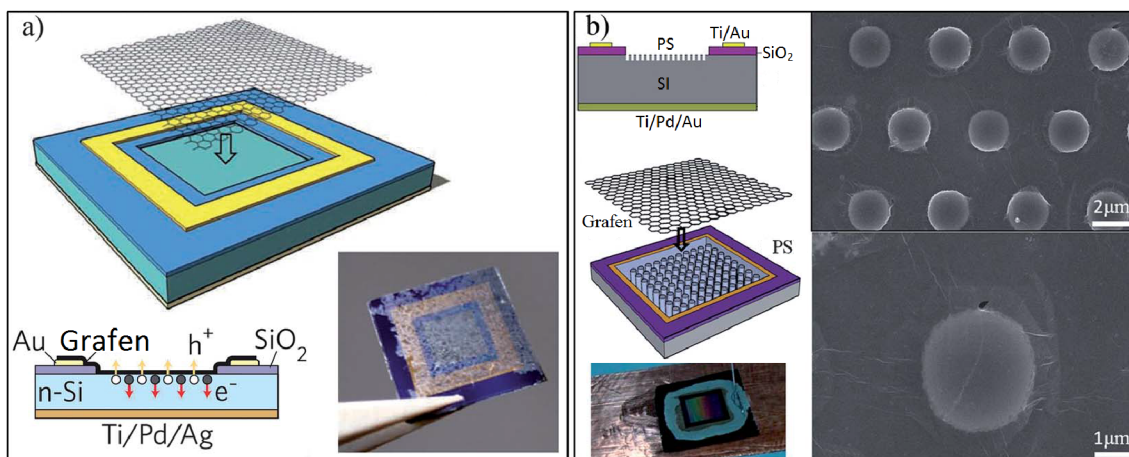 a)
Au
Grafen
h⁺
SiO₂
n-Si
e⁻
Ti/Pd/Ag
b)
PS
Ti/Au
SiO₂
SI
Ti/Pd/Au
Grafen
PS
2μm
1μm